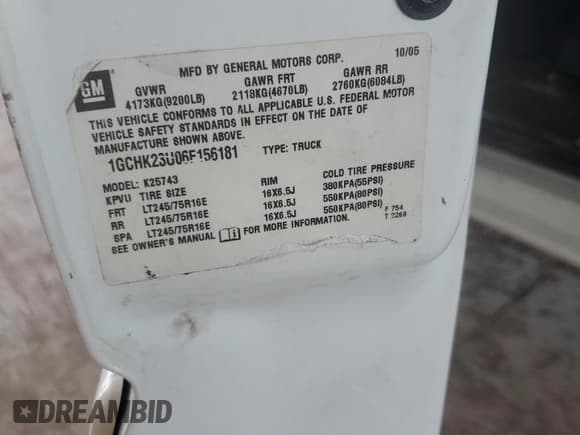 GM
MFD BY GENERAL MOTORS CORP. 10/05
GVWR GAWR FRT GAWR RR
4173KG(9200LB) 2118KG(4670LB) 2760KG(6084LB)
THIS VEHICLE CONFORMS TO ALL APPLICABLE U.S. FEDERAL MOTOR
VEHICLE SAFETY STANDARDS IN EFFECT ON THE DATE OF
MANUFACTURE SHOWN ABOVE.
1GCHK23U06F156181 TYPE: TRUCK
MODEL: K25743
KPVU TIRE SIZE RIM COLD TIRE PRESSURE
FRT LT245/75R16E 16X6.5J 380KPA(55PSI)
RR LT245/75R16E 16X6.5J 550KPA(80PSI)
SPA LT245/75R16E 16X6.5J 550KPA(80PSI)
SEE OWNER'S MANUAL FOR MORE INFORMATION. F 754
T 3269
DREAMBID